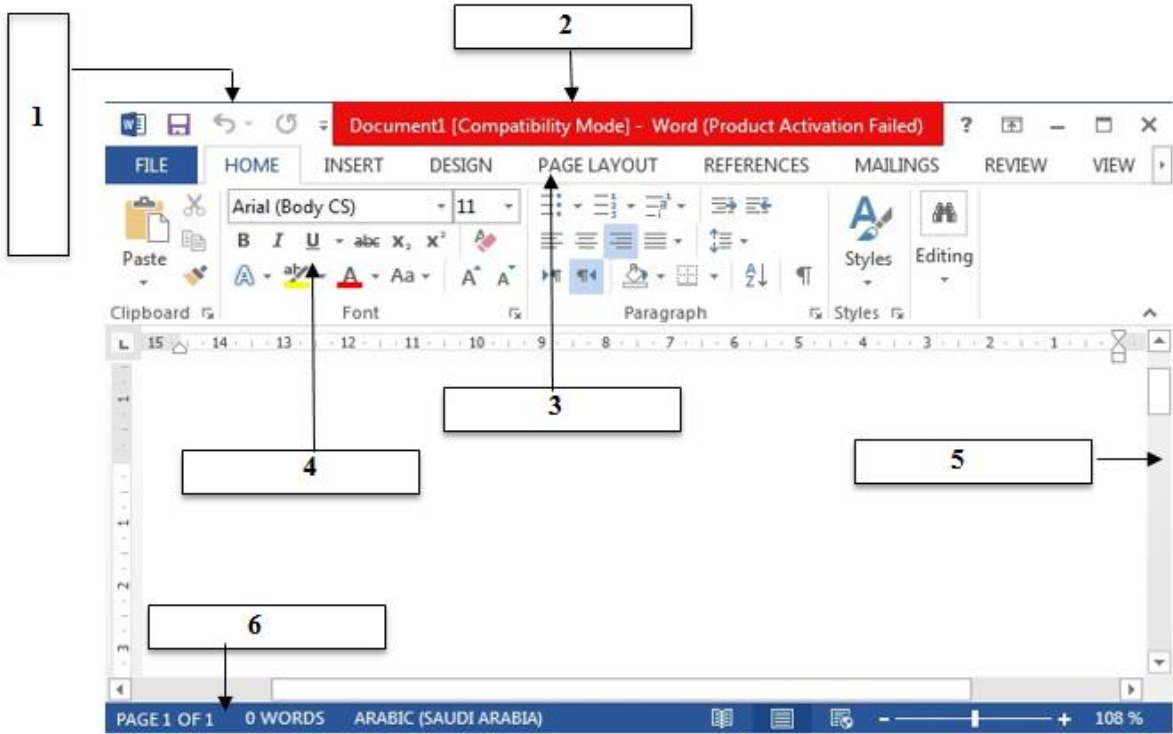 2
1
Document1 [Compatibility Mode] - Word (Product Activation Failed) ?
FILE HOME INSERT DESIGN PAGE LAYOUT REFERENCES MAILINGS REVIEW VIEW
Arial (Body CS) 11
B I U abc X₂ X²
Paste Styles Editing
A ab A Aa A A
Clipboard Font Paragraph Styles
L 15 14 13 12 11 10 9 8 7 6 5 4 3 2 1
1
3
4
5
1
2
6
3
PAGE 1 OF 1 0 WORDS ARABIC (SAUDI ARABIA) 108 %